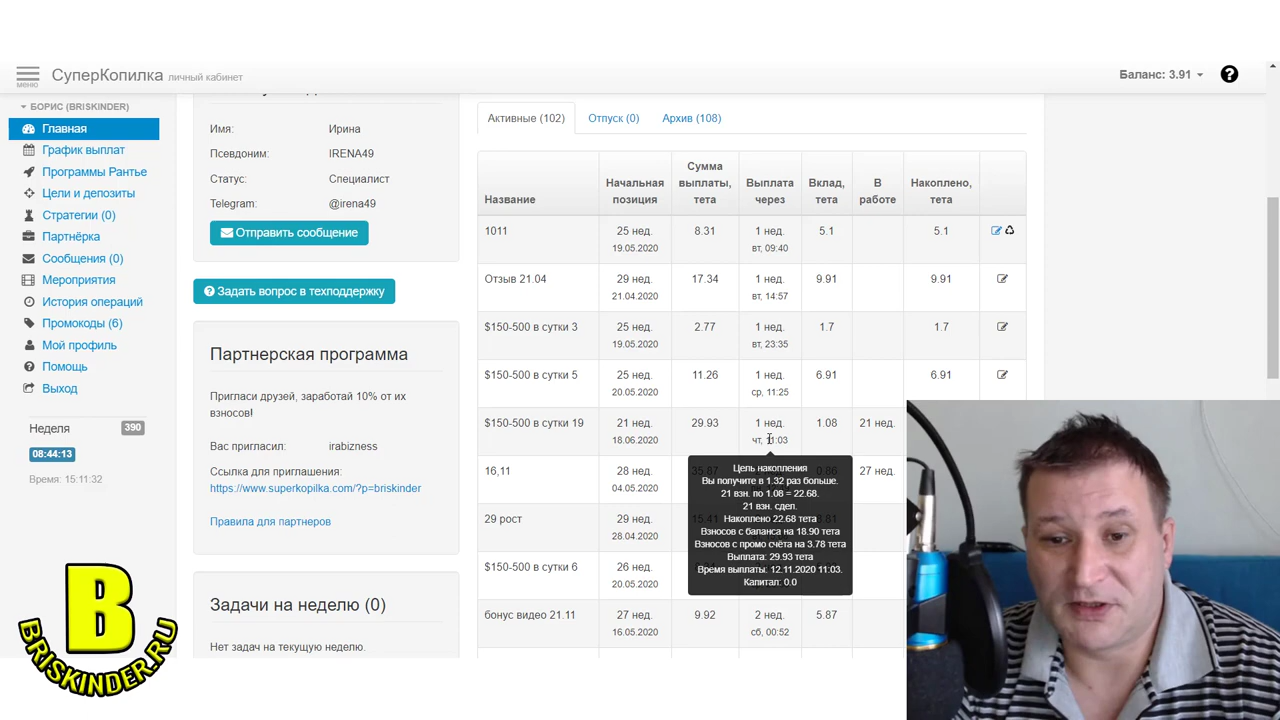 меню
СуперКопилка личный кабинет
Баланс: 3.91
БОРИС (BRISKINDER)
Главная
График выплат
Программы Рантье
Цели и депозиты
Стратегии (0)
Партнёрка
Сообщения (0)
Мероприятия
История операций
Промокоды (6)
Мой профиль
Помощь
Выход
Неделя 390
08:44:13
Время: 15:11:32
Имя: Ирина
Псевдоним: IRENA49
Статус: Специалист
Telegram: @irena49
Отправить сообщение
Задать вопрос в техподдержку
Партнерская программа
Пригласи друзей, заработай 10% от их
взносов!
Вас пригласил: irabizness
Ссылка для приглашения:
https://www.superkopilka.com/?p=briskinder
Правила для партнеров
Задачи на неделю (0)
Нет задач на текущую неделю.
Активные (102) Отпуск (0) Архив (108)
Название Начальная позиция Сумма выплаты, тета Выплата через Вклад, тета В работе Накоплено, тета
1011 25 нед. 8.31 1 нед. 5.1 5.1
19.05.2020 вт, 09:40
Отзыв 21.04 29 нед. 17.34 1 нед. 9.91 9.91
21.04.2020 вт, 14:57
$150-500 в сутки 3 25 нед. 2.77 1 нед. 1.7 1.7
19.05.2020 вт, 23:35
$150-500 в сутки 5 25 нед. 11.26 1 нед. 6.91 6.91
20.05.2020 ср, 11:25
$150-500 в сутки 19 21 нед. 29.93 1 нед. 1.08 21 нед.
18.06.2020 чт, 11:03
16,11 28 нед. 35.87 0.86 27 нед.
04.05.2020
29 рост 29 нед.
28.04.2020
$150-500 в сутки 6 26 нед.
20.05.2020
бонус видео 21.11 27 нед. 9.92 2 нед. 5.87
16.05.2020 сб, 00:52
Цель накопления
Вы получите в 1.32 раз больше.
21 взн. по 1.08 = 22.68.
21 взн. сдел.
Накоплено 22.68 тета
Взносов с баланса на 18.90 тета
Взносов с промо счёта на 3.78 тета
Выплата: 29.93 тета
Время выплаты: 12.11.2020 11:03.
Капитал: 0.0
B
BRISKINDER.RU